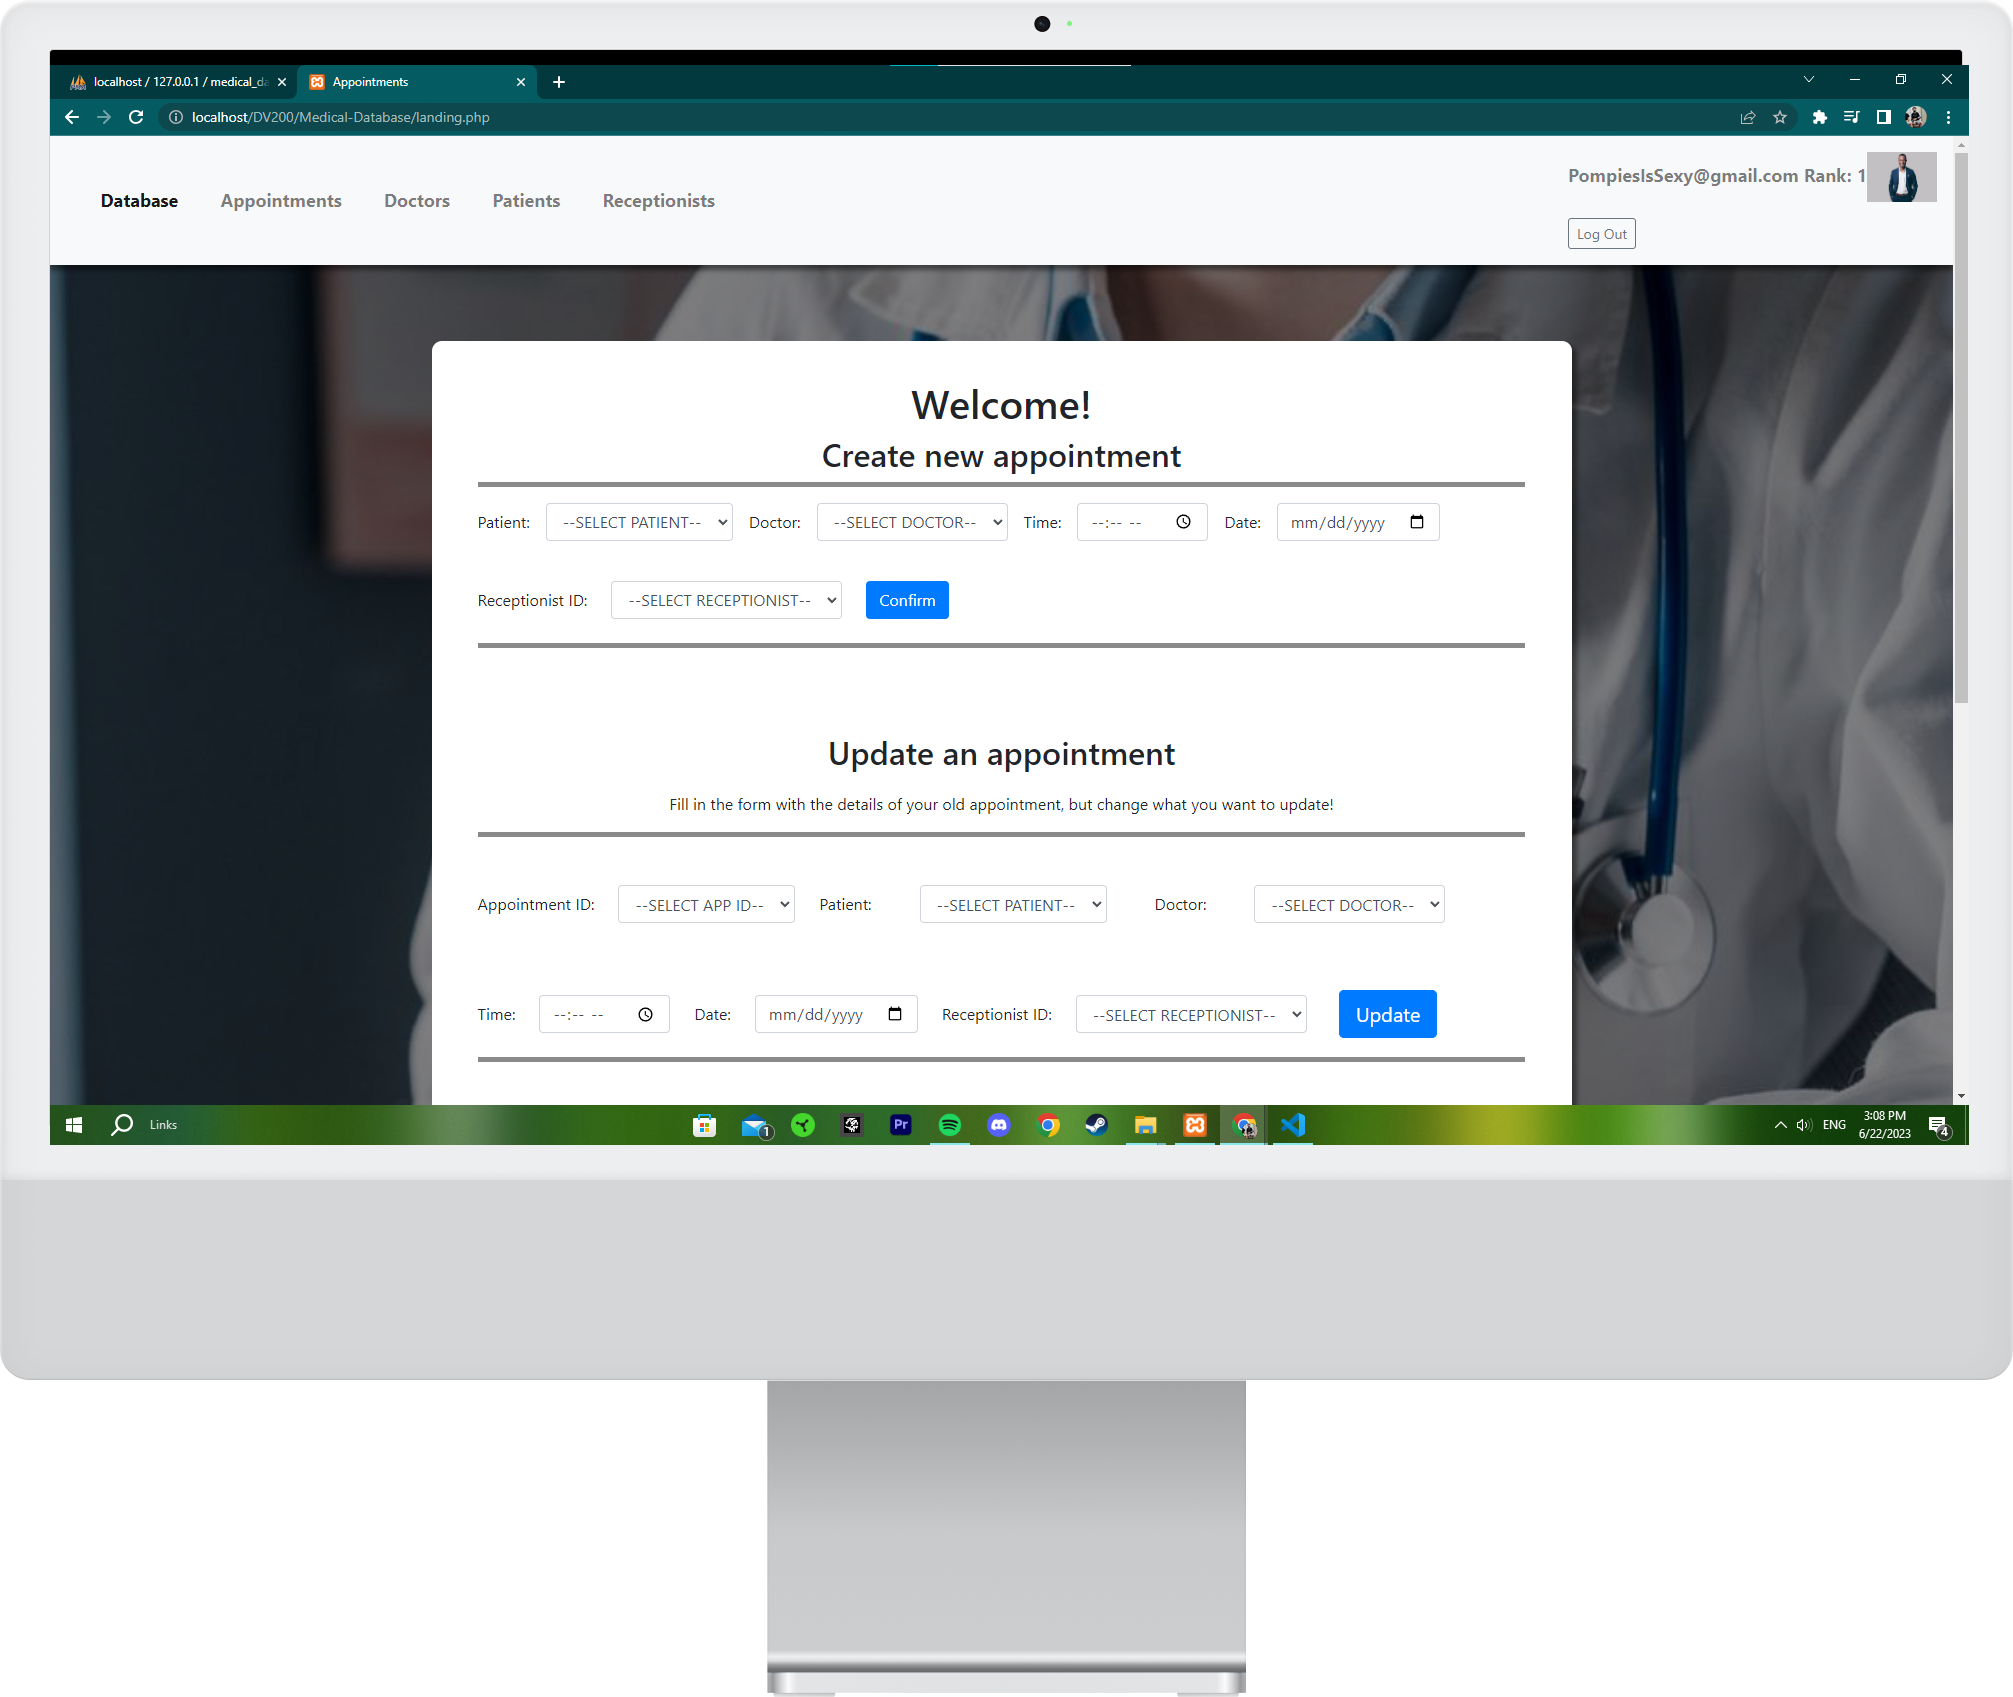 localhost / 127.0.0.1 / medical_da
Appointments
localhost/DV200/Medical-Database/landing.php
Database Appointments Doctors Patients Receptionists
PompiesIsSexy@gmail.com Rank: 1
Log Out
Welcome!
Create new appointment
Patient: --SELECT PATIENT-- Doctor: --SELECT DOCTOR-- Time: --:-- -- Date: mm/dd/yyyy
Receptionist ID: --SELECT RECEPTIONIST-- Confirm
Update an appointment
Fill in the form with the details of your old appointment, but change what you want to update!
Appointment ID: --SELECT APP ID-- Patient: --SELECT PATIENT-- Doctor: --SELECT DOCTOR--
Time: --:-- -- Date: mm/dd/yyyy Receptionist ID: --SELECT RECEPTIONIST-- Update
Links
1
Pr
ENG
3:08 PM
6/22/2023
4